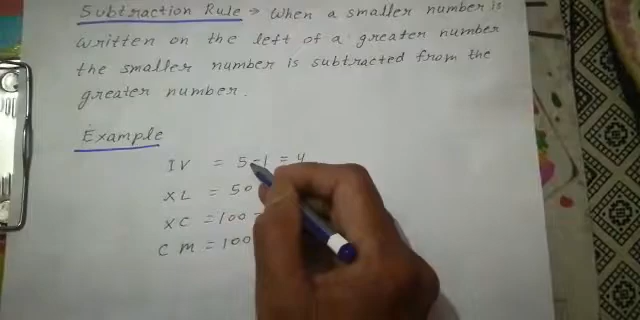 Subtraction Rule → When a smaller number is
written on the left of a greater number
the smaller number is subtracted from the
greater number.
Example
IV = 5-1 = 4
XL = 50
XC = 100 -
CM = 100